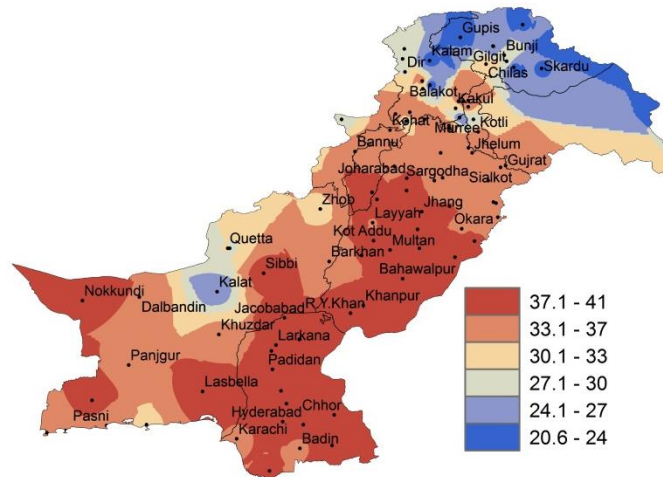 Gupis
Kalam
Bunji
Gilgit
Dir
Chilas
Skardu
Balakot
Kakul
Kohat
Murree
Kotli
Bannu
Jhelum
Gujrat
Joharabad
Sargodha
Sialkot
Zhob
Layyah
Jhang
Okara
Kot Addu
Quetta
Multan
Barkhan
Sibbi
Bahawalpur
Nokkundi
Kalat
Dalbandin
Jacobabad
R.Y.Khan
Khanpur
37.1 - 41
Khuzdar
33.1 - 37
Larkana
30.1 - 33
Panjgur
Padidan
27.1 - 30
Lasbella
24.1 - 27
Pasni
Hyderabad
Chhor
20.6 - 24
Karachi
Badin